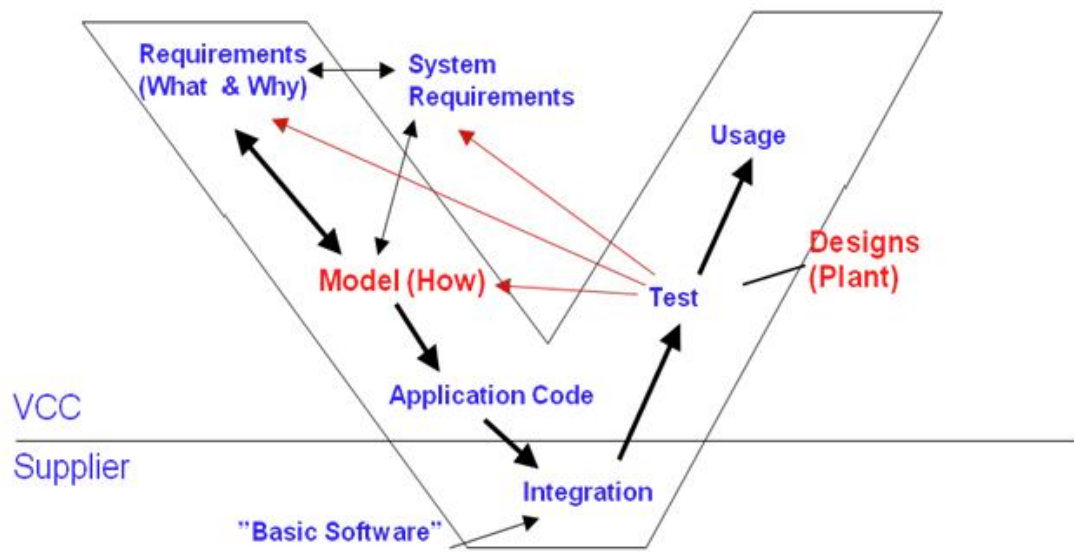 Requirements
(What & Why)
System
Requirements
Usage
Designs
(Plant)
Model (How)
Test
Application Code
VCC
Supplier
Integration
”Basic Software”